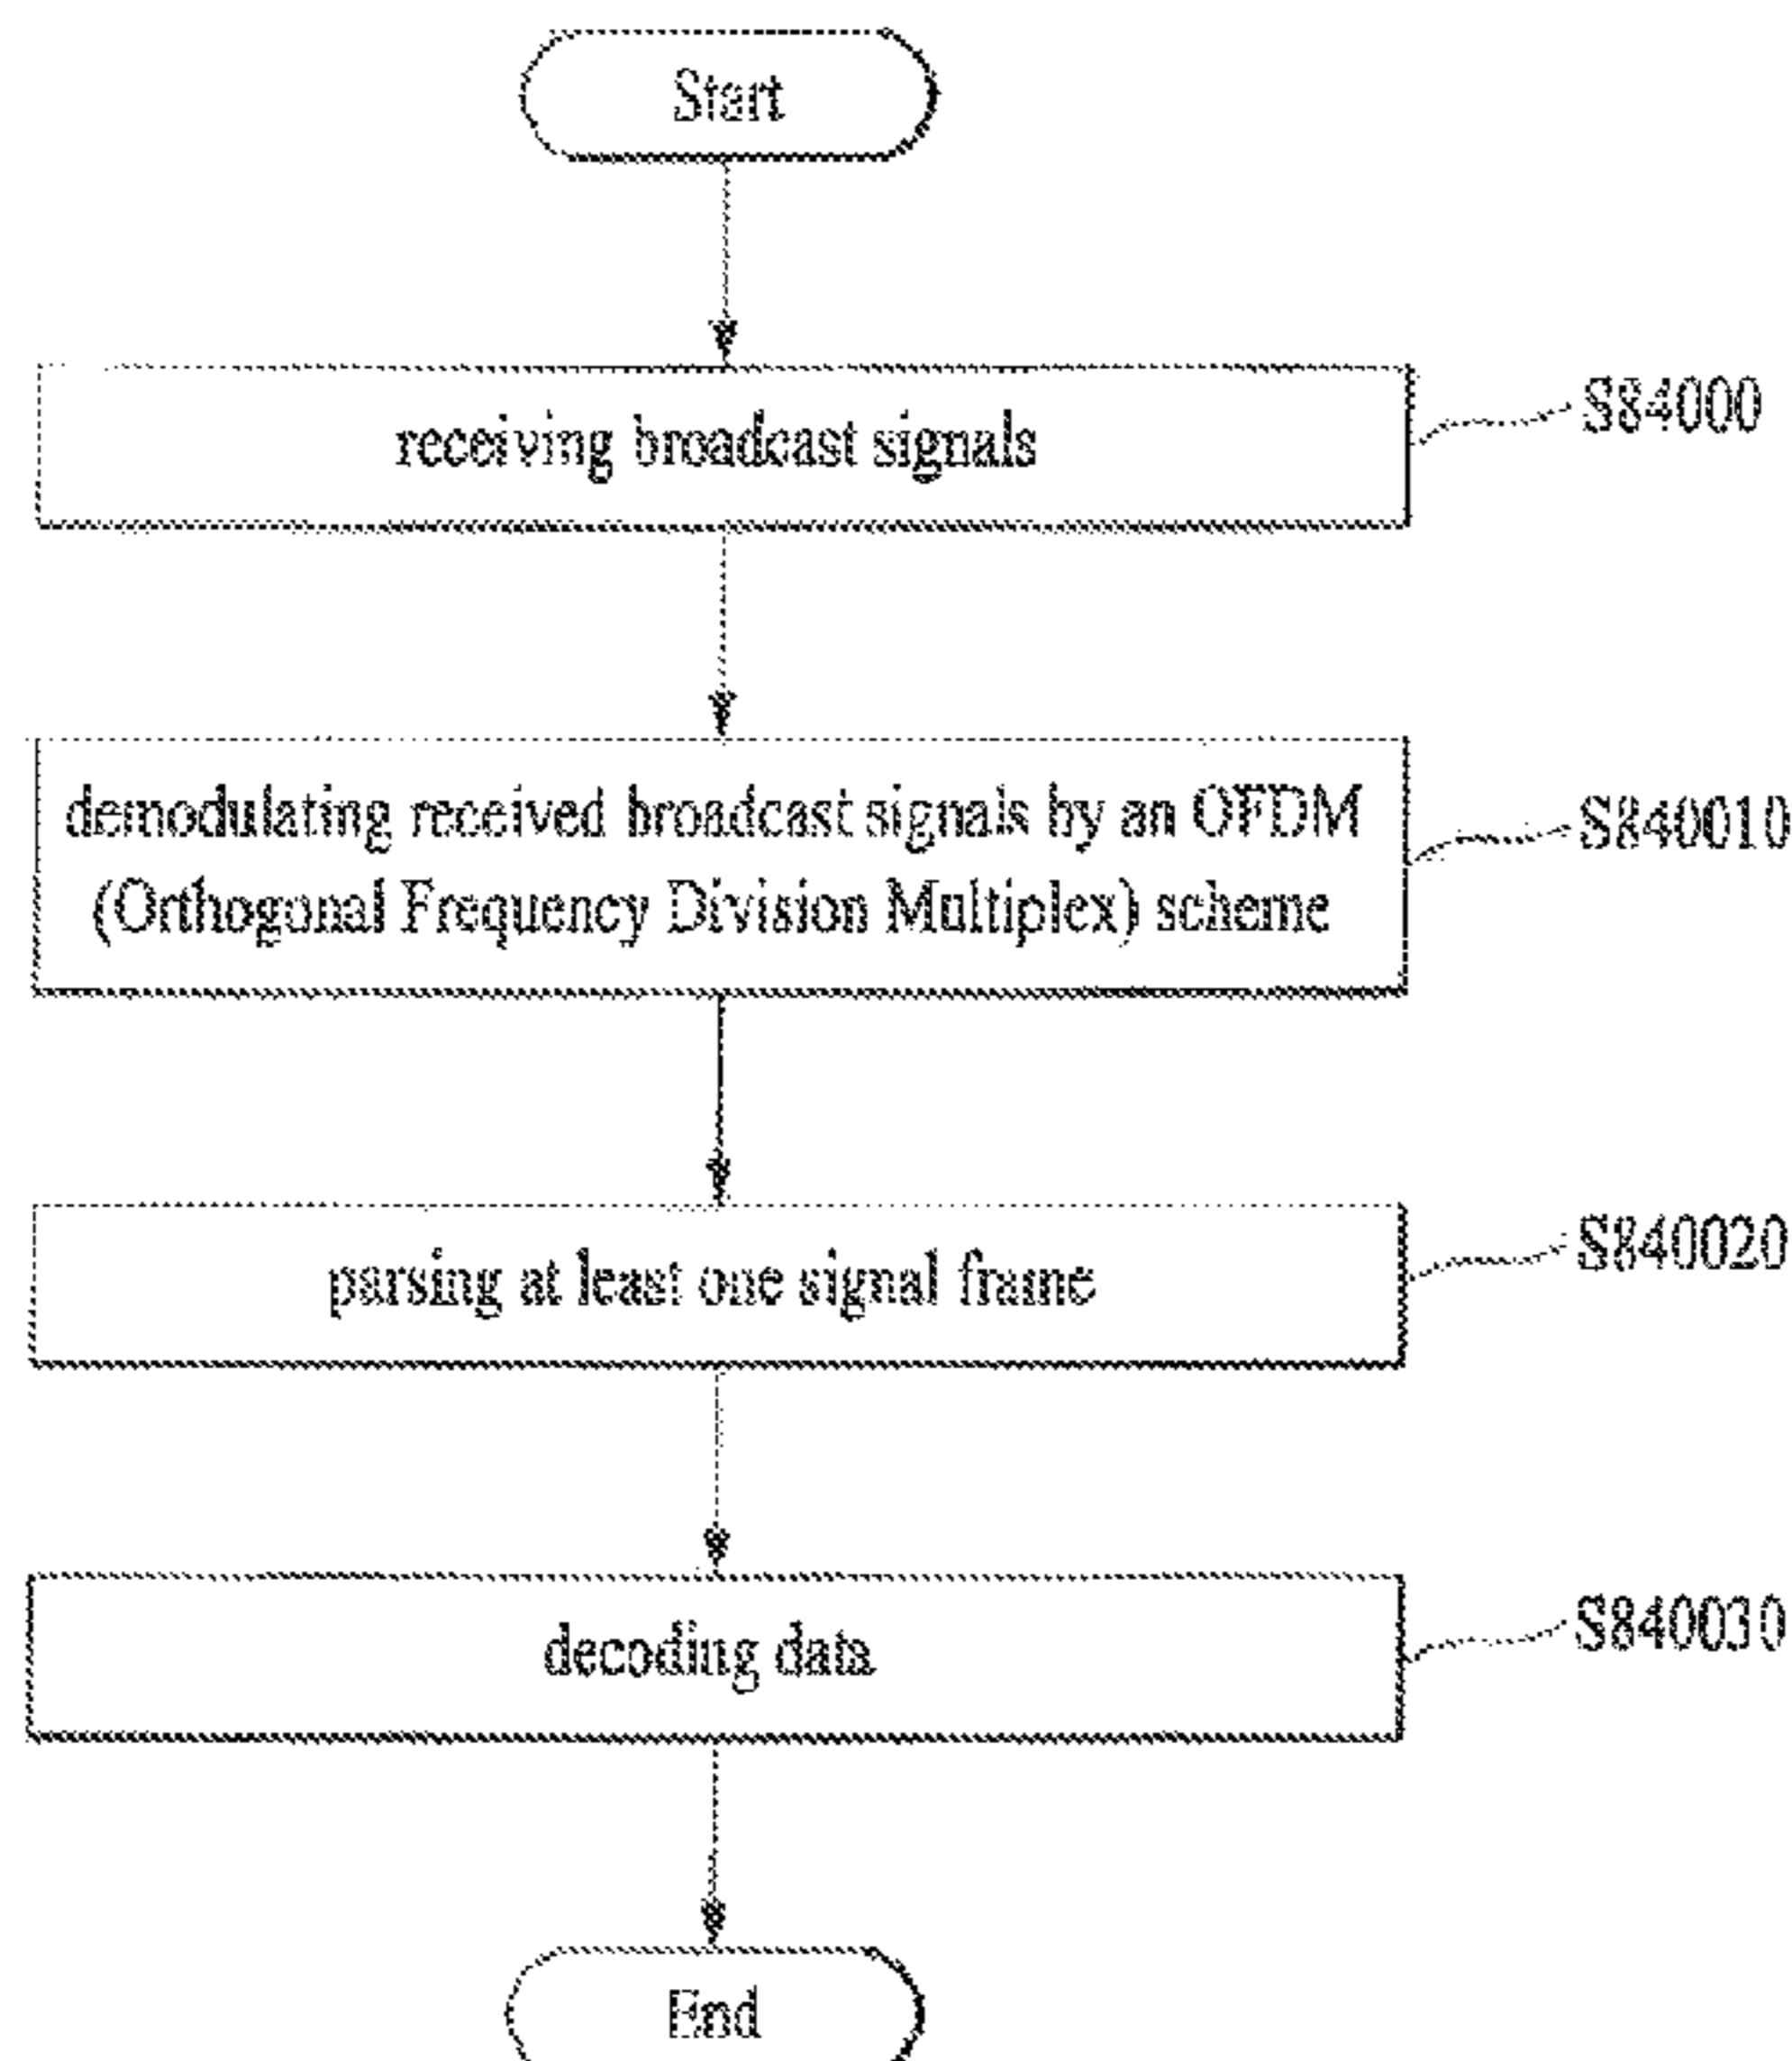 Start
receiving broadcast signals
S84000
demodulating received broadcast signals by an OFDM
(Orthogonal Frequency Division Multiplex) scheme
S840010
parsing at least one signal frame
S840020
decoding data
S840030
End